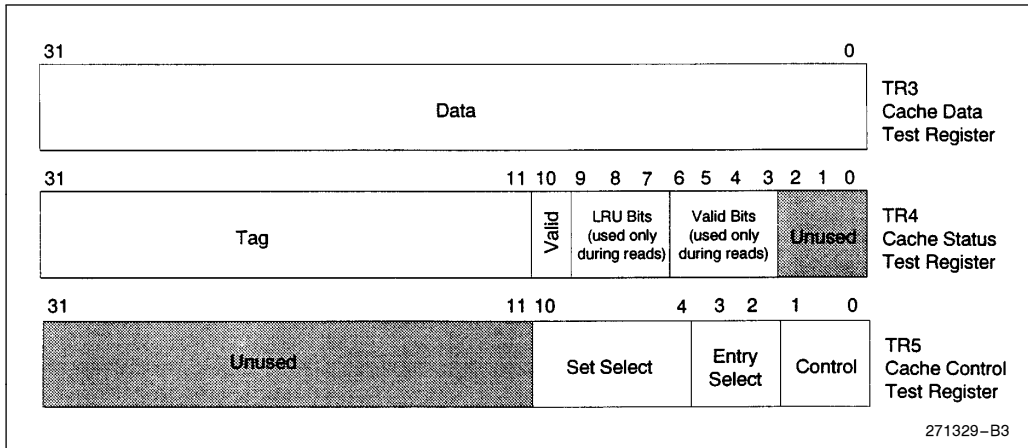 31 0
Data
TR3
Cache Data
Test Register
31 11 10 9 8 7 6 5 4 3 2 1 0
Tag
Valid
LRU Bits
(used only
during reads)
Valid Bits
(used only
during reads)
Unused
TR4
Cache Status
Test Register
31 11 10 4 3 2 1 0
Unused
Set Select
Entry
Select
Control
TR5
Cache Control
Test Register
271329–B3